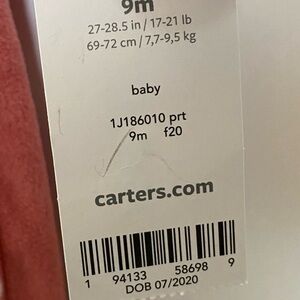 9m
27-28.5 in / 17-21 lb
69-72 cm / 7,7-9,5 kg
baby
1J186010 prt
9m f20
carters.com
1 94133 58698 9
DOB 07/2020